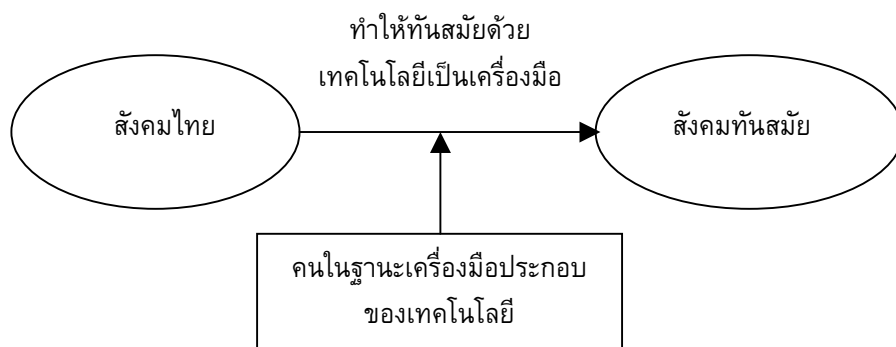 ทำให้ทันสมัยด้วย
เทคโนโลยีเป็นเครื่องมือ
สังคมไทย
สังคมทันสมัย
คนในฐานะเครื่องมือประกอบ
ของเทคโนโลยี